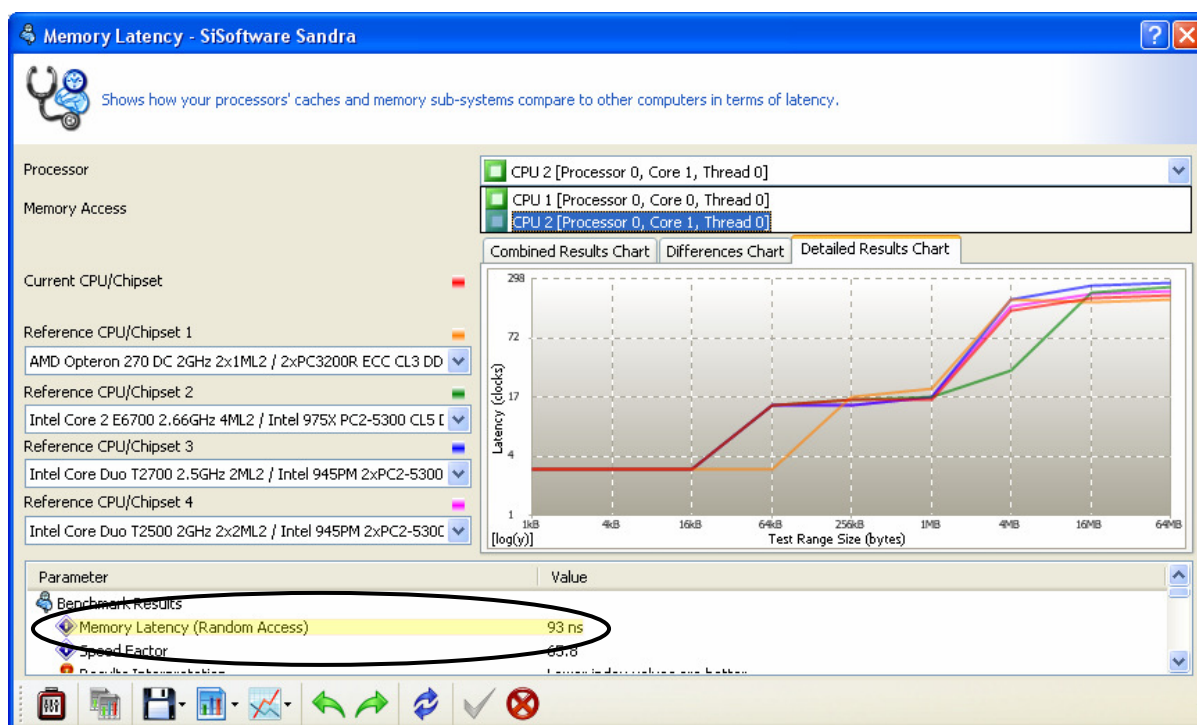 Memory Latency - SiSoftware Sandra
Shows how your processors' caches and memory sub-systems compare to other computers in terms of latency.
Processor
CPU 2 [Processor 0, Core 1, Thread 0]
CPU 1 [Processor 0, Core 0, Thread 0]
Memory Access
CPU 2 [Processor 0, Core 1, Thread 0]
Combined Results Chart Differences Chart Detailed Results Chart
Current CPU/Chipset
Reference CPU/Chipset 1
AMD Opteron 270 DC 2GHz 2x1ML2 / 2xPC3200R ECC CL3 DD
Reference CPU/Chipset 2
Intel Core 2 E6700 2.66GHz 4ML2 / Intel 975X PC2-5300 CL5 D
Reference CPU/Chipset 3
Intel Core Duo T2700 2.5GHz 2ML2 / Intel 945PM 2xPC2-5300
Reference CPU/Chipset 4
Intel Core Duo T2500 2GHz 2x2ML2 / Intel 945PM 2xPC2-530C
298
72
17
4
1
Latency (clocks)
1kB 4kB 16kB 64kB 256kB 1MB 4MB 16MB 64MB
[log(y)] Test Range Size (bytes)
Parameter Value
Benchmark Results
Memory Latency (Random Access) 93 ns
Speed Factor 65.8
Results Interpretation Lower index values are better